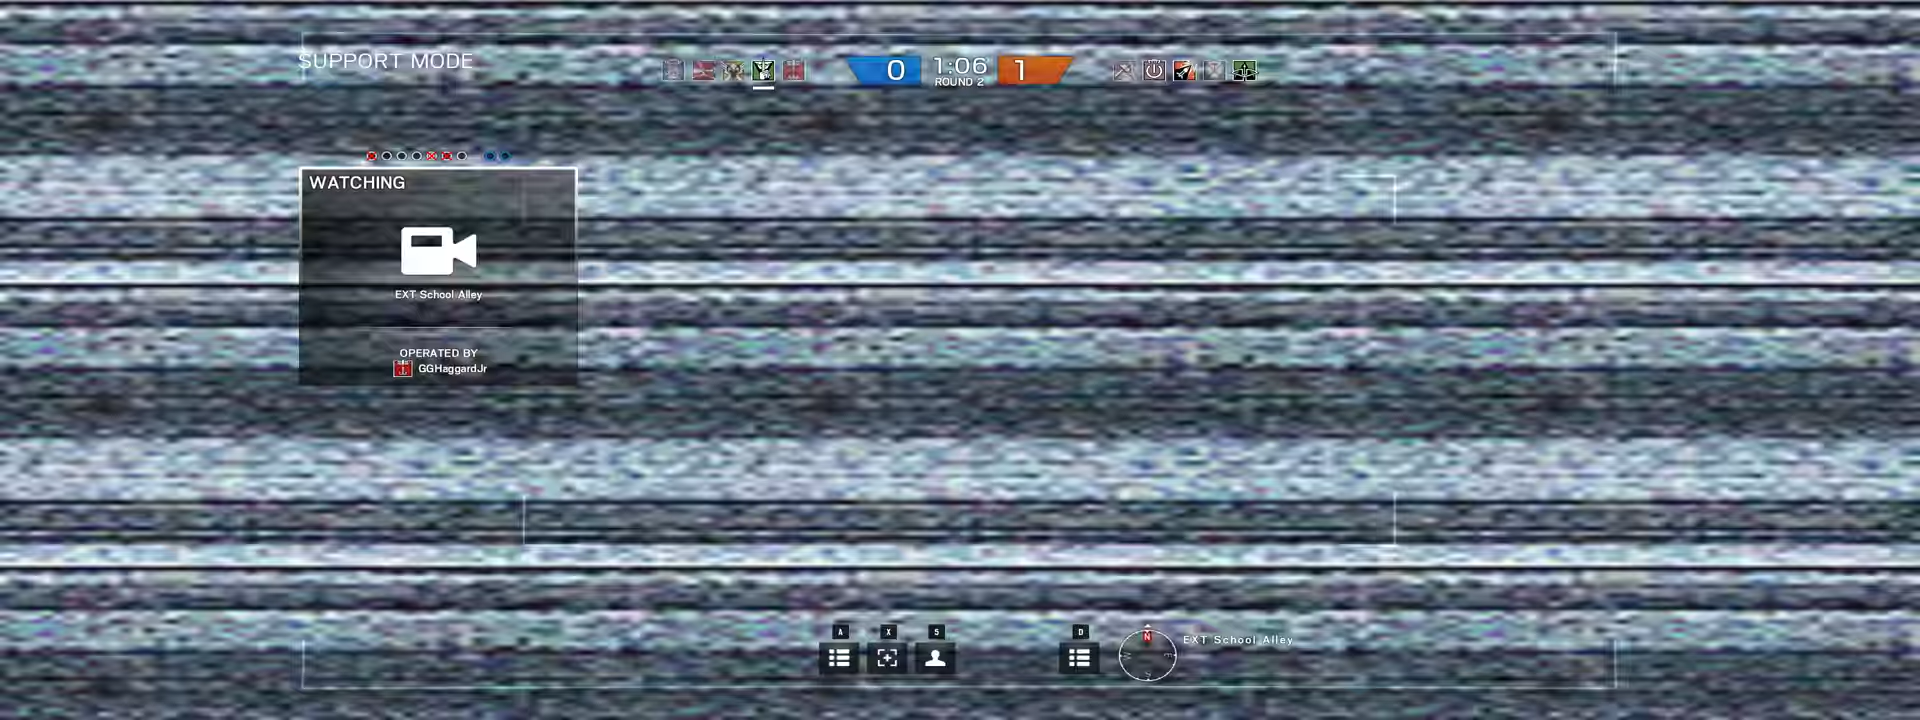 SUPPORT MODE
0 1:06 1
ROUND 2
WATCHING
EXT School Alley
OPERATED BY
GGHaggardJr
A X S D
N
EXT School Alley